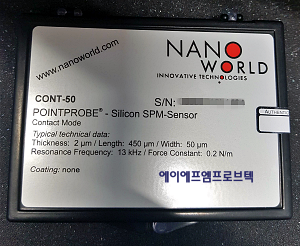 www.nanoworld.com
NANO
WORLD
INNOVATIVE TECHNOLOGIES
CONT-50
S/N:
POINTPROBE® - Silicon SPM-Sensor
Contact Mode
AUTHENTI
Typical technical data:
Thickness: 2 µm / Length: 450 µm / Width: 50 µm
Resonance Frequency: 13 kHz / Force Constant: 0.2 N/m
Coating: none
에이에프엠프로브텍